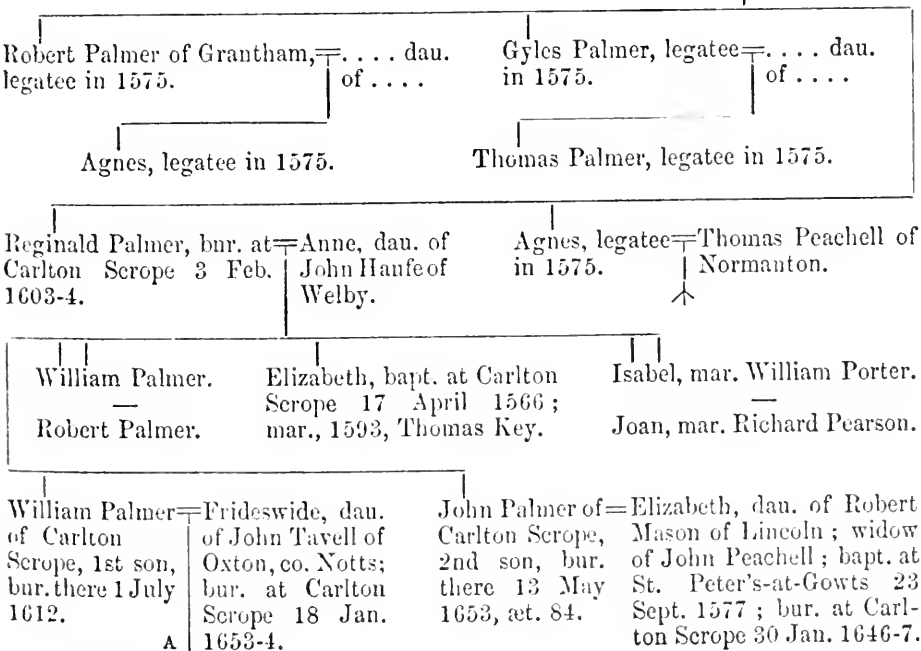 Robert Palmer of Grantham,=. . . . dau.
legatee in 1575. of . . . .
Gyles Palmer, legatee=. . . . dau.
in 1575. of . . . .
Agnes, legatee in 1575.
Thomas Palmer, legatee in 1575.
Reginald Palmer, bur. at=Anne, dau. of
Carlton Scrope 3 Feb. John Hanfe of
1603-4. Welby.
Agnes, legatee=Thomas Peachell of
in 1575. Normanton.
William Palmer.
—
Robert Palmer.
Elizabeth, bapt. at Carlton
Scrope 17 April 1566;
mar., 1593, Thomas Key.
Isabel, mar. William Porter.
—
Joan, mar. Richard Pearson.
William Palmer=Frideswide, dau.
of Carlton of John Tavell of
Scrope, 1st son, Oxton, co. Notts;
bur. there 1 July bur. at Carlton
1612. Scrope 18 Jan.
A 1653-4.
John Palmer of=Elizabeth, dau. of Robert
Carlton Scrope, Mason of Lincoln; widow
2nd son, bur. of John Peachell; bapt. at
there 13 May St. Peter's-at-Gowts 23
1653, æt. 84. Sept. 1577; bur. at Carl-
ton Scrope 30 Jan. 1646-7.